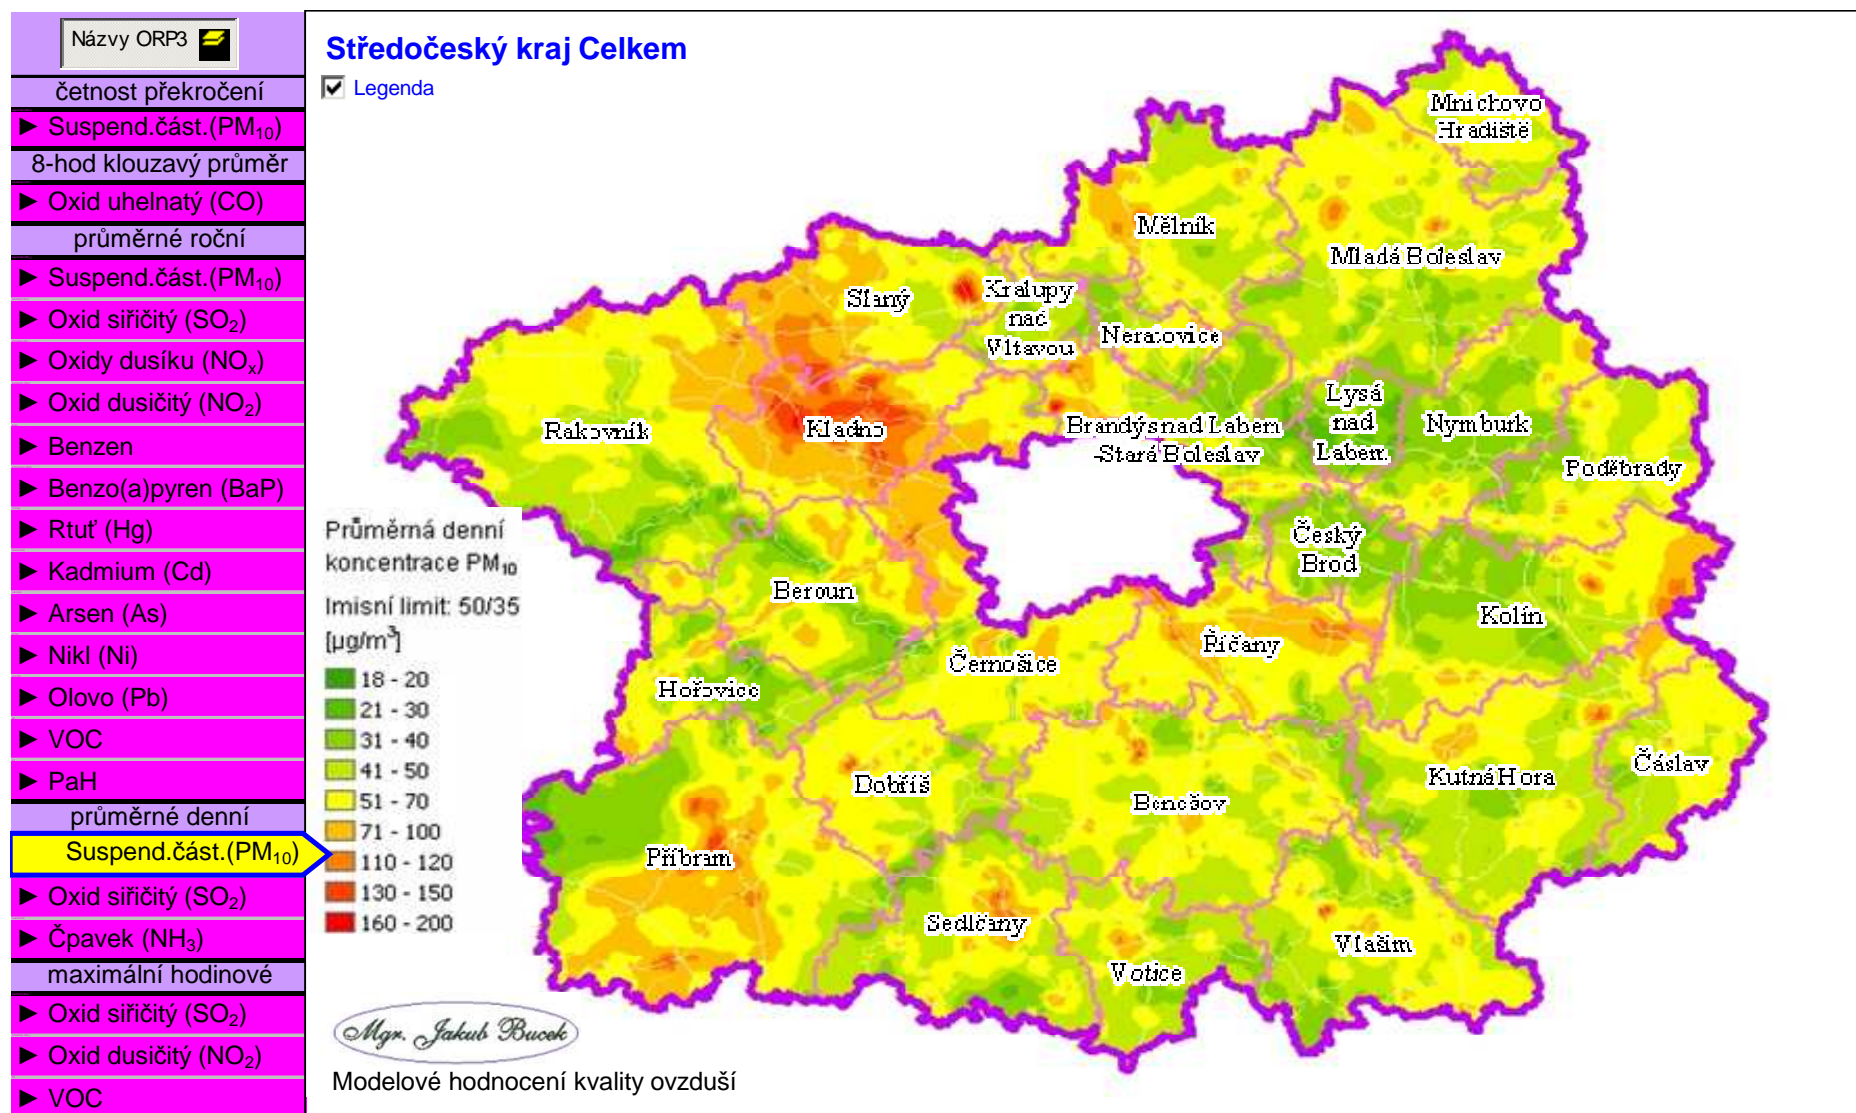 Názvy ORP3
četnost překročení
► Suspend.část.(PM₁₀)
8-hod klouzavý průměr
► Oxid uhelnatý (CO)
průměrné roční
► Suspend.část.(PM₁₀)
► Oxid siřičitý (SO₂)
► Oxidy dusíku (NOₓ)
► Oxid dusičitý (NO₂)
► Benzen
► Benzo(a)pyren (BaP)
► Rtuť (Hg)
► Kadmium (Cd)
► Arsen (As)
► Nikl (Ni)
► Olovo (Pb)
► VOC
► PaH
průměrné denní
Suspend.část.(PM₁₀)
► Oxid siřičitý (SO₂)
► Čpavek (NH₃)
maximální hodinové
► Oxid siřičitý (SO₂)
► Oxid dusičitý (NO₂)
► VOC
Středočeský kraj Celkem
Legenda
Mnichovo
Hradiště
Mělník
Mladá Boleslav
Slaný
Kralupy
nad
Vltavou
Neratovice
Lysá
nad
Labem
Rakovník
Kladno
Brandýs nad Labem
-Stará Boleslav
Nymburk
Poděbrady
Český
Brod
Beroun
Kolín
Říčany
Černošice
Hořovice
Dobříš
Benešov
Kutná Hora
Čáslav
Příbram
Sedlčany
Votice
Vlašim
Průměrná denní
koncentrace PM₁₀
Imisní limit: 50/35
[µg/m³]
18 - 20
21 - 30
31 - 40
41 - 50
51 - 70
71 - 100
110 - 120
130 - 150
160 - 200
Mgr. Jakub Bucek
Modelové hodnocení kvality ovzduší